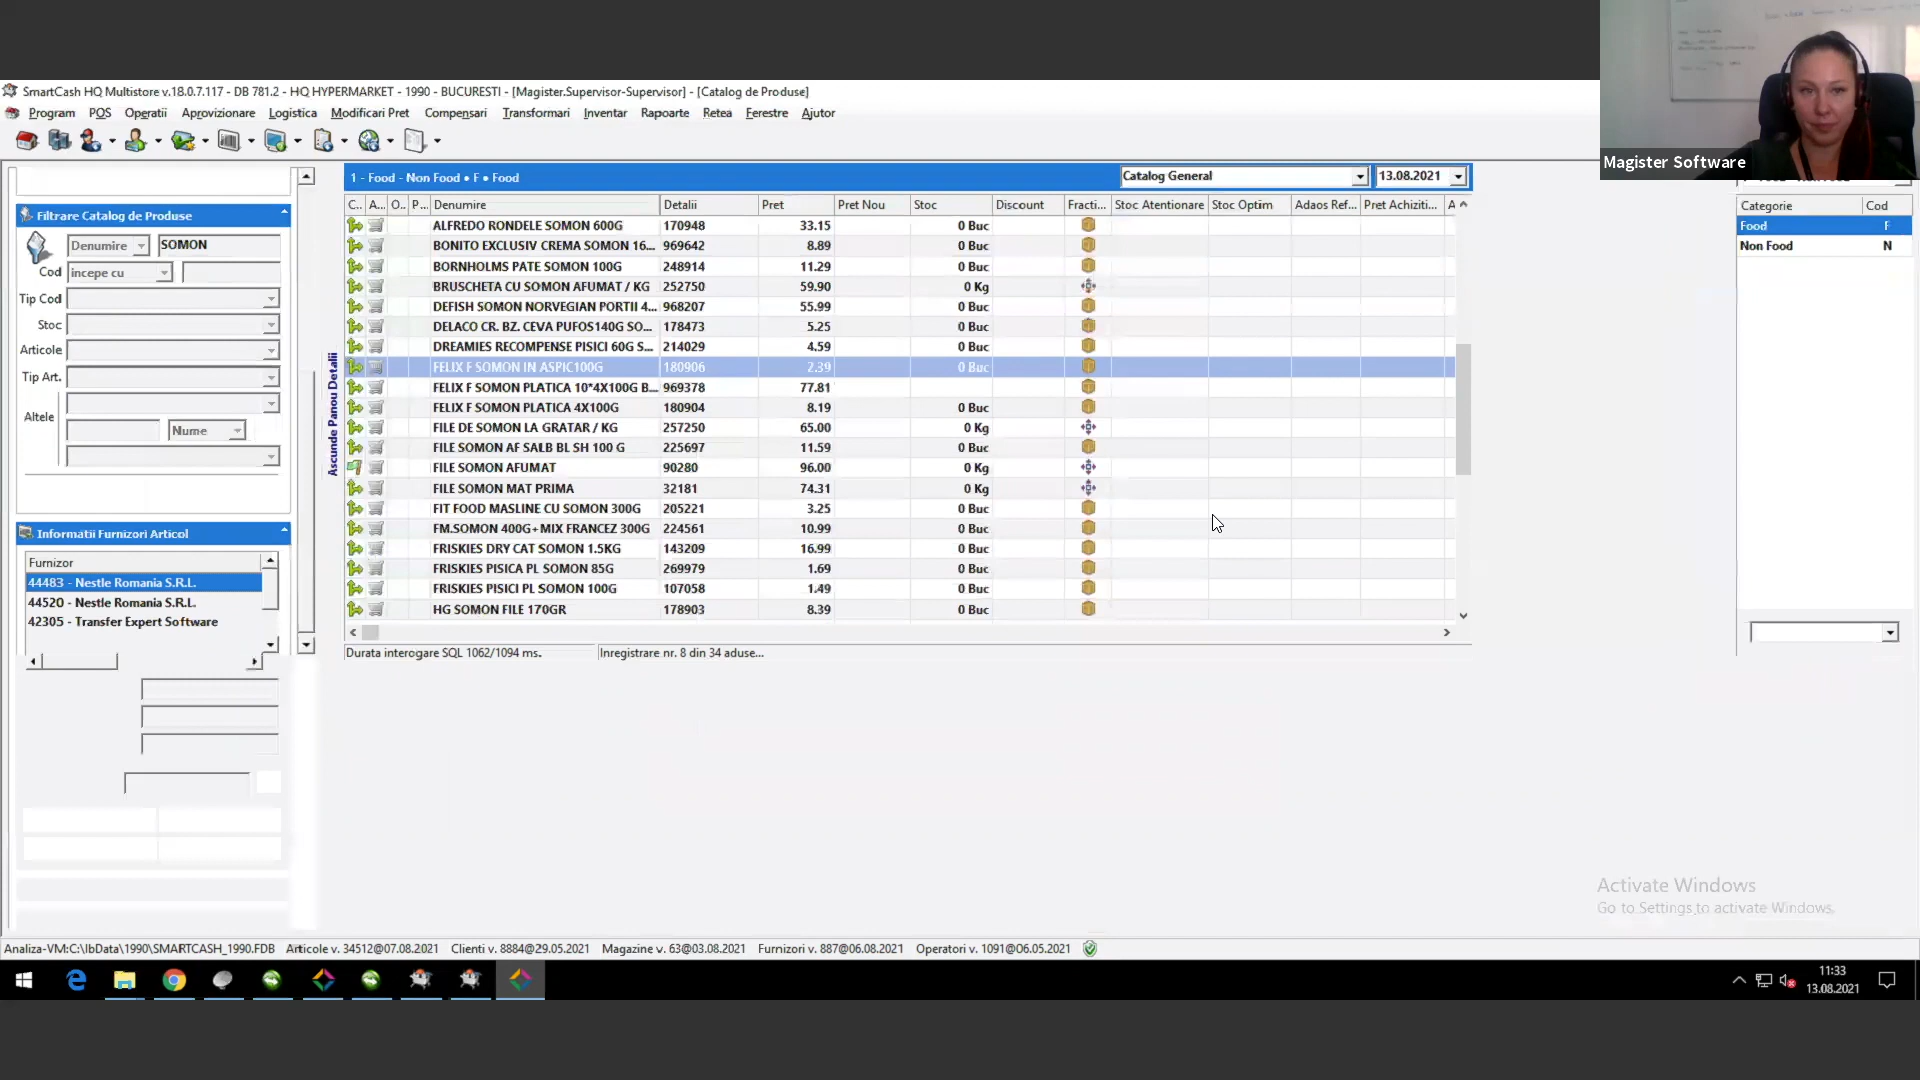 SmartCash HQ Multistore v.18.0.7.117 - DB 781.2 - HQ HYPERMARKET - 1990 - BUCURESTI - [Magister.Supervisor-Supervisor] - [Catalog de Produse]
Program POS Operatii Aprovizionare Logistica Modificari Pret Compensari Transformari Inventar Rapoarte Retea Ferestre Ajutor
Magister Software
1 - Food - Non Food • F • Food
Catalog General
13.08.2021
Filtrare Catalog de Produse
Denumire SOMON
Cod incepe cu
Tip Cod
Stoc
Articole
Tip Art.
Altele
Nume
Informatii Furnizori Articol
Furnizor
44483 - Nestle Romania S.R.L.
44520 - Nestle Romania S.R.L.
42305 - Transfer Expert Software
Ascunde Panou Detalii
C.. A... O.. P... Denumire Detalii Pret Pret Nou Stoc Discount Fracti... Stoc Atentionare Stoc Optim Adaos Ref... Pret Achiziti... A
ALFREDO RONDELE SOMON 600G 170948 33.15 0 Buc
BONITO EXCLUSIV CREMA SOMON 16... 969642 8.89 0 Buc
BORNHOLMS PATE SOMON 100G 248914 11.29 0 Buc
BRUSCHETA CU SOMON AFUMAT / KG 252750 59.90 0 Kg
DEFISH SOMON NORVEGIAN PORTII 4... 968207 55.99 0 Buc
DELACO CR. BZ. CEVA PUFOS140G SO... 178473 5.25 0 Buc
DREAMIES RECOMPENSE PISICI 60G S... 214029 4.59 0 Buc
FELIX F SOMON IN ASPIC100G 180906 2.39 0 Buc
FELIX F SOMON PLATICA 10*4X100G B... 969378 77.81
FELIX F SOMON PLATICA 4X100G 180904 8.19 0 Buc
FILE DE SOMON LA GRATAR / KG 257250 65.00 0 Kg
FILE SOMON AF SALB BL SH 100 G 225697 11.59 0 Buc
FILE SOMON AFUMAT 90280 96.00 0 Kg
FILE SOMON MAT PRIMA 32181 74.31 0 Kg
FIT FOOD MASLINE CU SOMON 300G 205221 3.25 0 Buc
FM.SOMON 400G+MIX FRANCEZ 300G 224561 10.99 0 Buc
FRISKIES DRY CAT SOMON 1.5KG 143209 16.99 0 Buc
FRISKIES PISICA PL SOMON 85G 269979 1.69 0 Buc
FRISKIES PISICI PL SOMON 100G 107058 1.49 0 Buc
HG SOMON FILE 170GR 178903 8.39 0 Buc
Durata interogare SQL 1062/1094 ms.
Inregistrare nr. 8 din 34 aduse...
Categorie Cod
Food F
Non Food N
Activate Windows
Go to Settings to activate Windows.
Analiza-VM:C:\IbData\1990\SMARTCASH_1990.FDB Articole v. 34512@07.08.2021 Clienti v. 8884@29.05.2021 Magazine v. 63@03.08.2021 Furnizori v. 887@06.08.2021 Operatori v. 1091@06.05.2021
11:33
13.08.2021